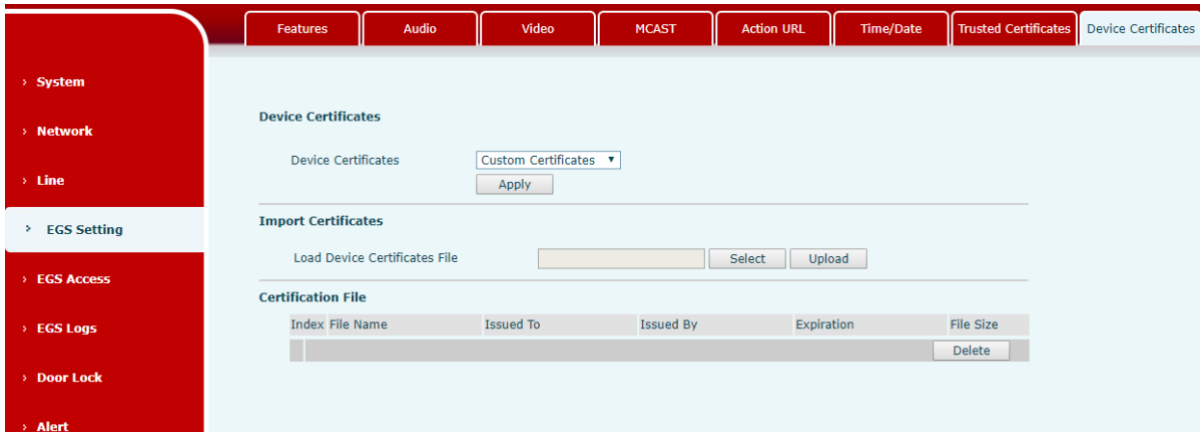 Features Audio Video MCAST Action URL Time/Date Trusted Certificates Device Certificates
› System
› Network
› Line
› EGS Setting
› EGS Access
› EGS Logs
› Door Lock
› Alert
Device Certificates
Device Certificates Custom Certificates ▼
Apply
Import Certificates
Load Device Certificates File Select Upload
Certification File
Index File Name Issued To Issued By Expiration File Size
Delete